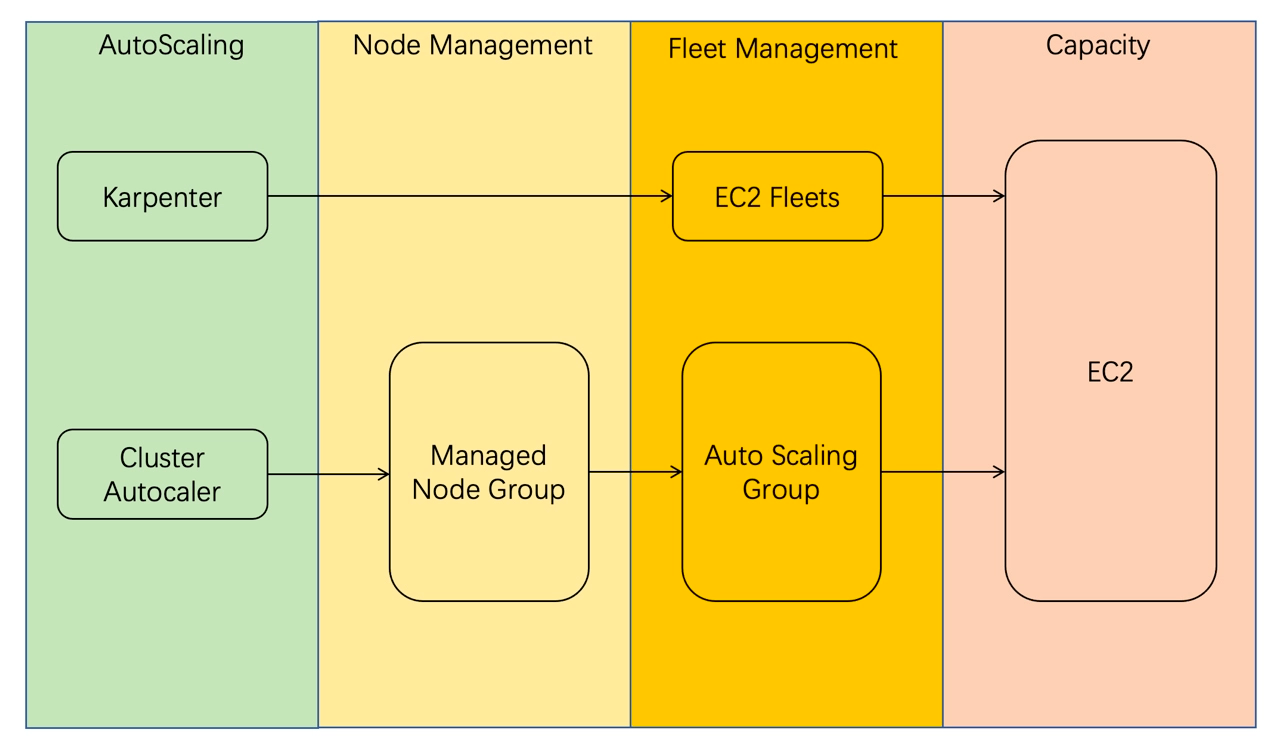 AutoScaling
Node Management
Fleet Management
Capacity
Karpenter
EC2 Fleets
EC2
Cluster
Autocaler
Managed
Node Group
Auto Scaling
Group